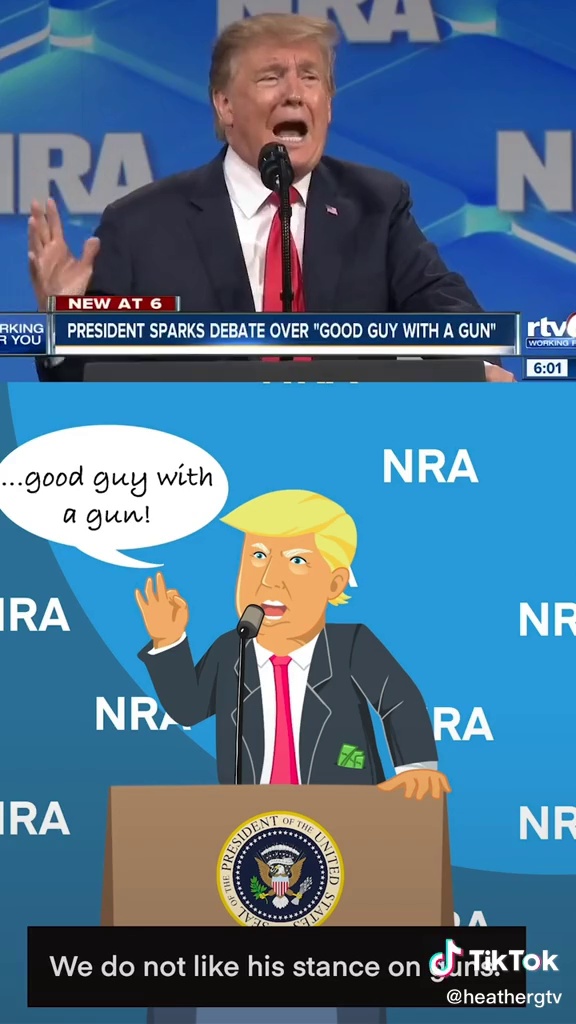 NRA
NRA
N
NEW AT 6
RKING
R YOU
PRESIDENT SPARKS DEBATE OVER "GOOD GUY WITH A GUN"
rtv6
WORKING F
6:01
...good guy with
a gun!
NRA
NRA
NR
NRA
RA
NRA
NR
RA
SEAL OF THE PRESIDENT OF THE UNITED STATES
We do not like his stance on guns.
TikTok
@heathergtv